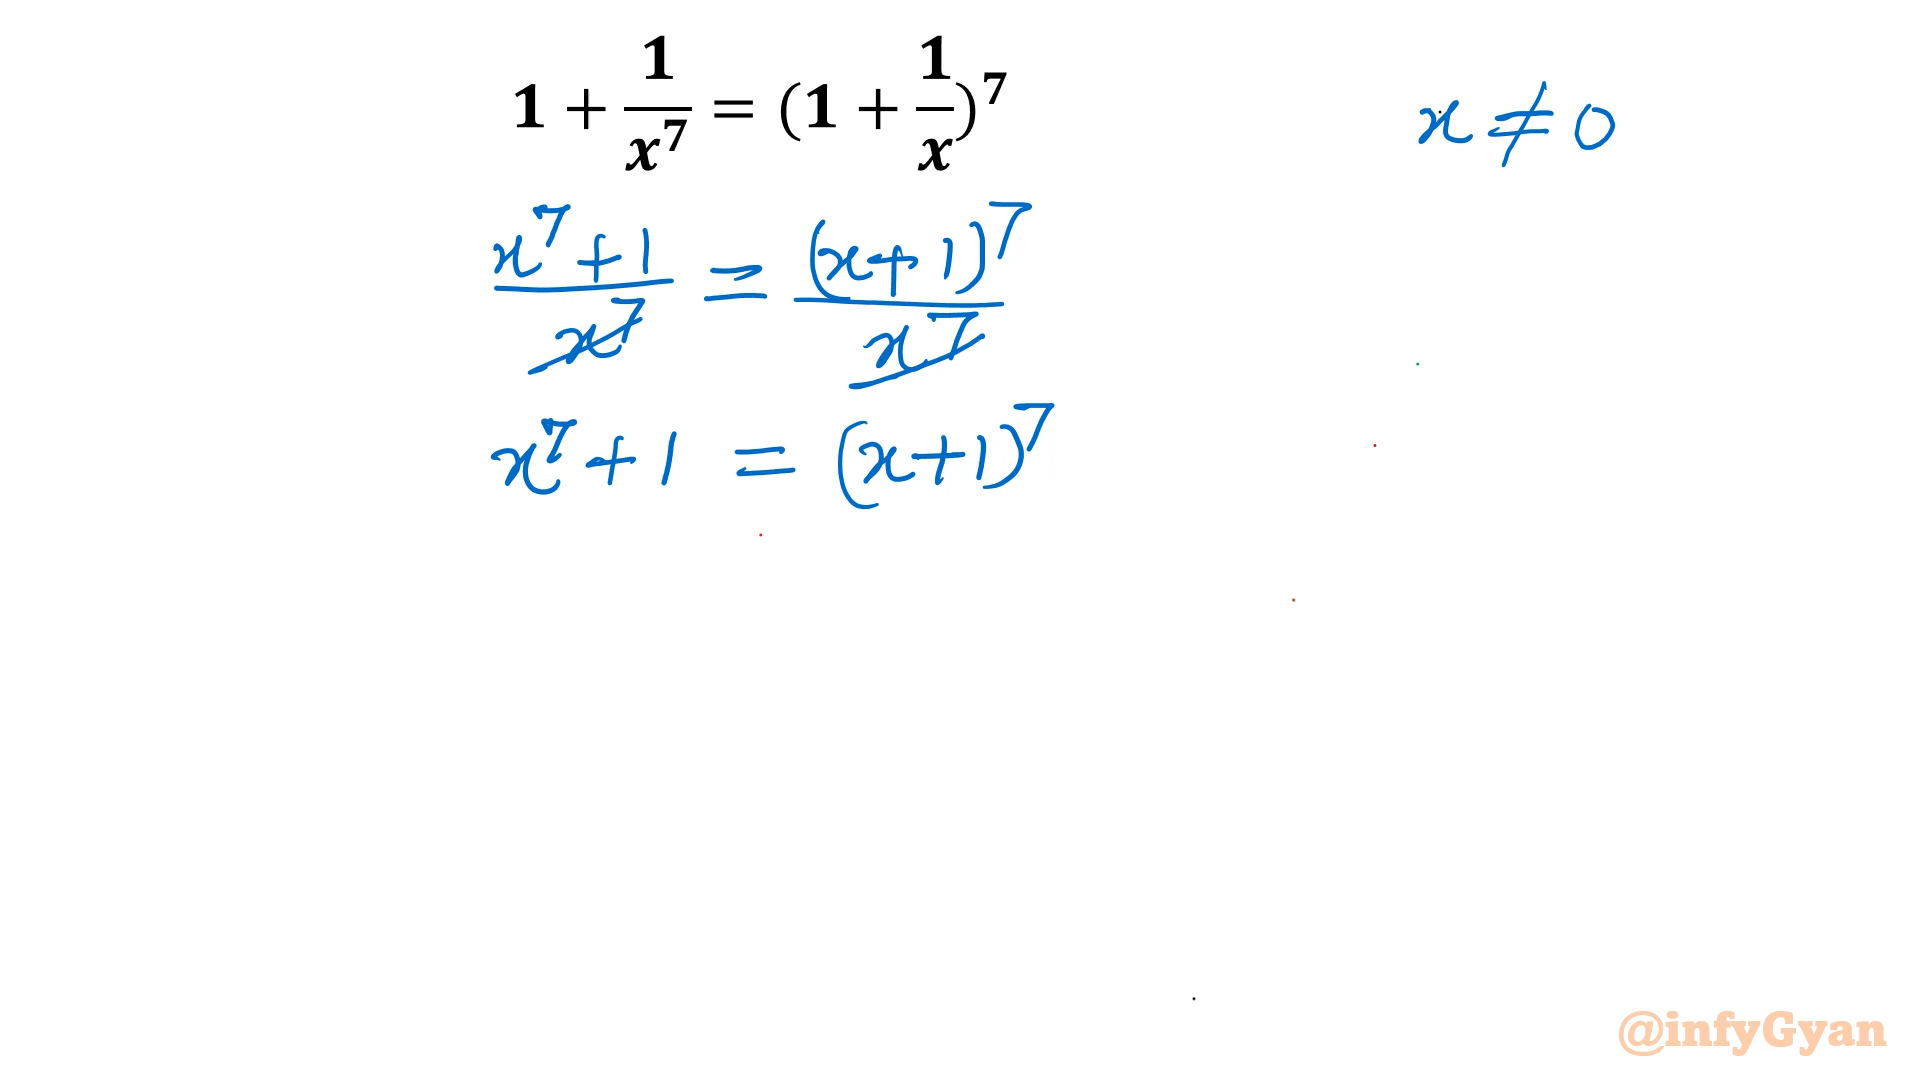 1 + 1/x⁷ = (1 + 1/x)⁷
x ≠ 0
(x⁷ + 1)/x⁷ = (x + 1)⁷/x⁷
x⁷ + 1 = (x + 1)⁷
@infyGyan